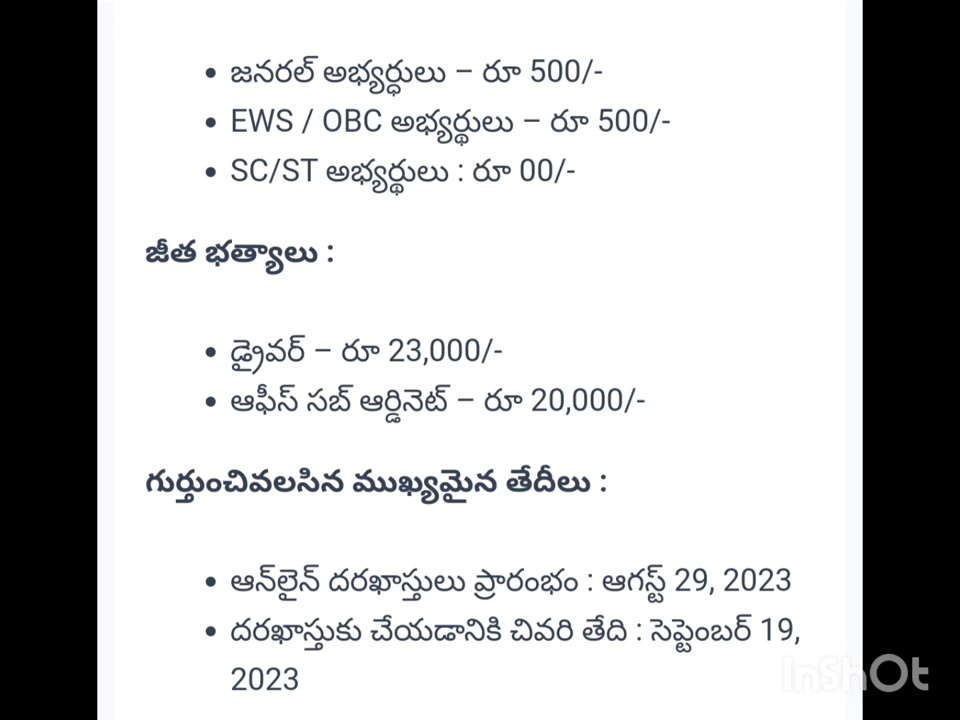 • జనరల్ అభ్యర్ధులు – రూ 500/-
• EWS / OBC అభ్యర్థులు – రూ 500/-
• SC/ST అభ్యర్థులు : రూ 00/-
జీత భత్యాలు :
• డ్రైవర్ – రూ 23,000/-
• ఆఫీస్ సబ్ ఆర్డినెట్ – రూ 20,000/-
గుర్తుంచివలసిన ముఖ్యమైన తేదీలు :
• ఆన్‌లైన్ దరఖాస్తులు ప్రారంభం : ఆగస్ట్ 29, 2023
• దరఖాస్తుకు చేయడానికి చివరి తేది : సెప్టెంబర్ 19,
2023
InShOt